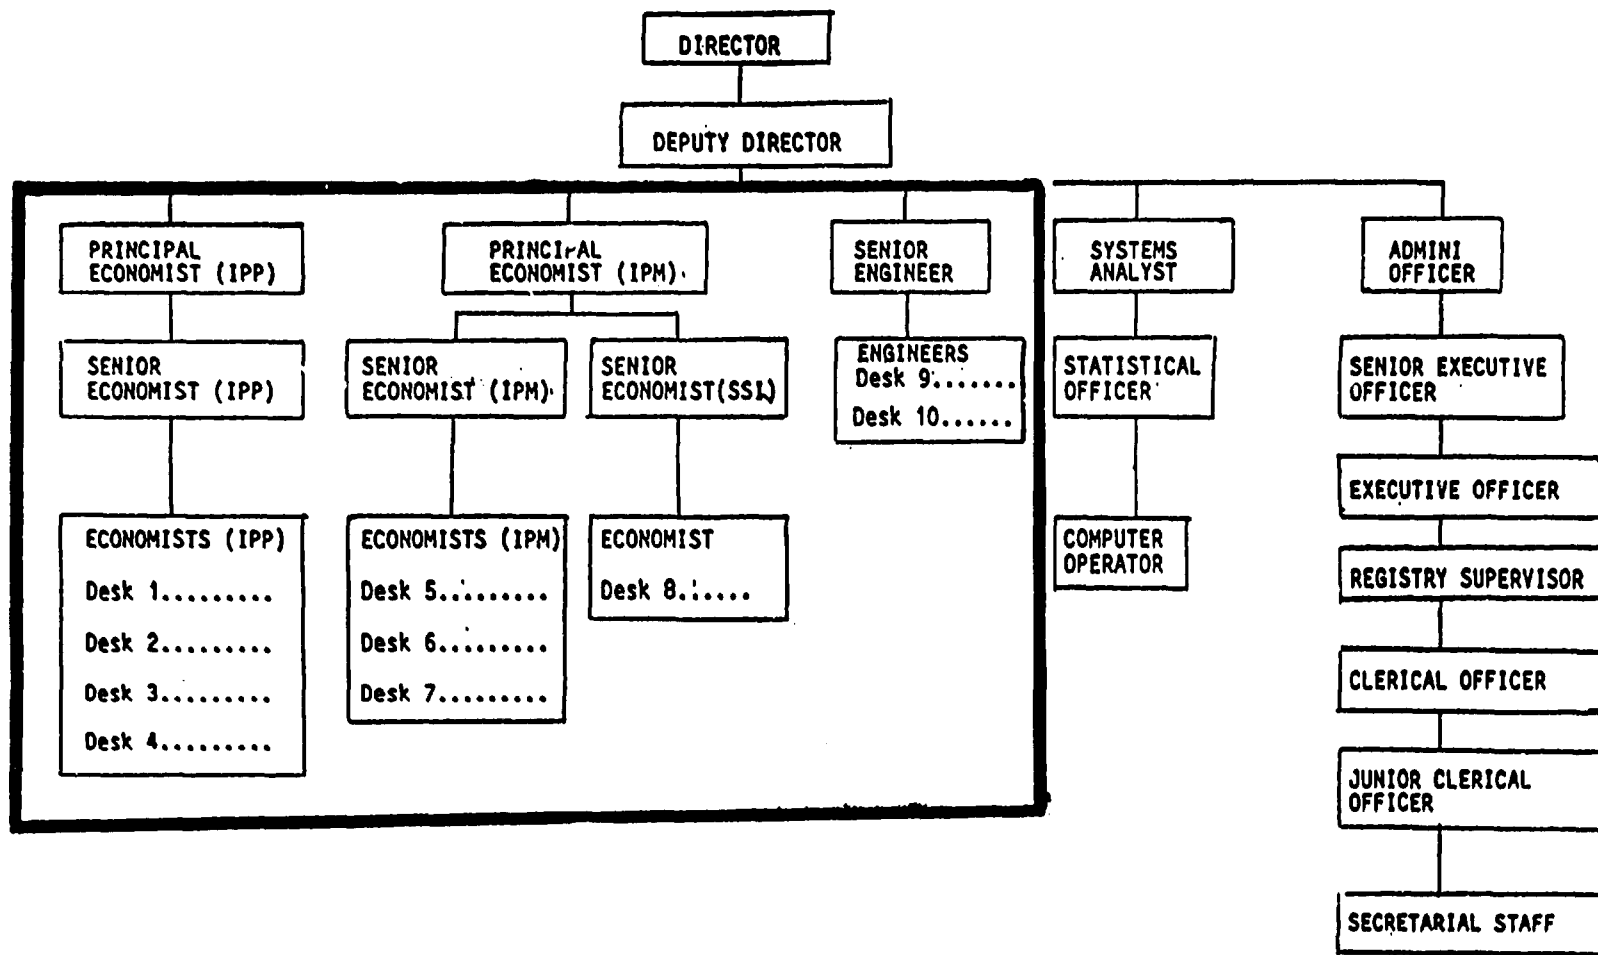 DIRECTOR
DEPUTY DIRECTOR
PRINCIPAL
ECONOMIST (IPP)
PRINCIPAL
ECONOMIST (IPM)
SENIOR
ENGINEER
SYSTEMS
ANALYST
ADMINI
OFFICER
SENIOR
ECONOMIST (IPP)
SENIOR
ECONOMIST (IPM)
SENIOR
ECONOMIST(SSI)
ENGINEERS
Desk 9.......
Desk 10......
STATISTICAL
OFFICER
SENIOR EXECUTIVE
OFFICER
EXECUTIVE OFFICER
ECONOMISTS (IPP)
Desk 1.........
Desk 2.........
Desk 3.........
Desk 4.........
ECONOMISTS (IPM)
Desk 5.........
Desk 6.........
Desk 7.........
ECONOMIST
Desk 8......
COMPUTER
OPERATOR
REGISTRY SUPERVISOR
CLERICAL OFFICER
JUNIOR CLERICAL
OFFICER
SECRETARIAL STAFF